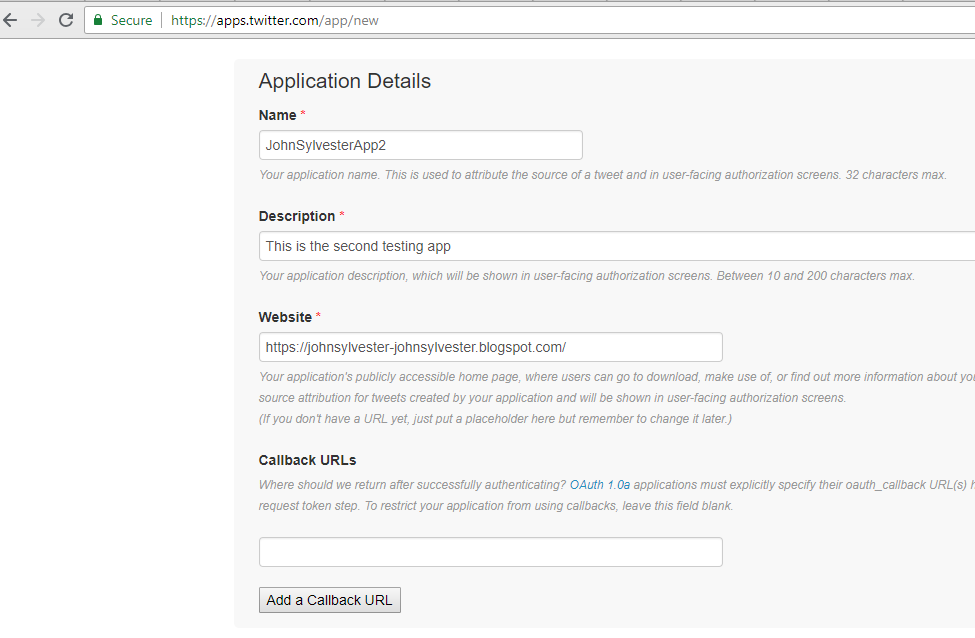 Secure https://apps.twitter.com/app/new
Application Details
Name *
JohnSylvesterApp2
Your application name. This is used to attribute the source of a tweet and in user-facing authorization screens. 32 characters max.
Description *
This is the second testing app
Your application description, which will be shown in user-facing authorization screens. Between 10 and 200 characters max.
Website *
https://johnsylvester-johnsylvester.blogspot.com/
Your application's publicly accessible home page, where users can go to download, make use of, or find out more information about
source attribution for tweets created by your application and will be shown in user-facing authorization screens.
(If you don't have a URL yet, just put a placeholder here but remember to change it later.)
Callback URLs
Where should we return after successfully authenticating? OAuth 1.0a applications must explicitly specify their oauth_callback URL(s)
request token step. To restrict your application from using callbacks, leave this field blank.
Add a Callback URL